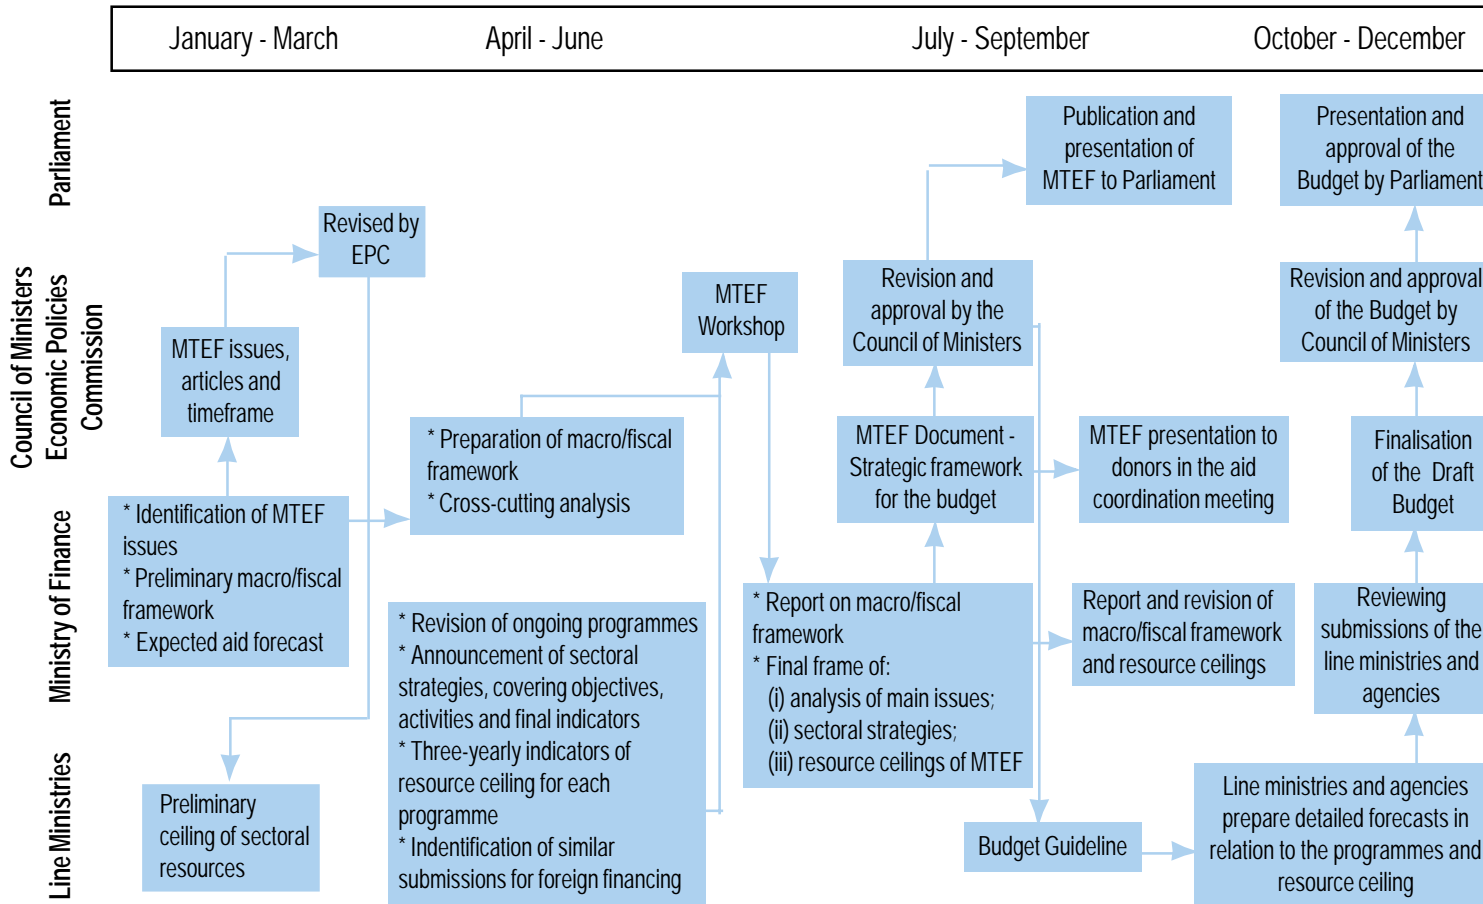 January - March
April - June
July - September
October - December
Parliament
Council of Ministers
Economic Policies
Commission
Ministry of Finance
Line Ministries
Revised by
EPC
MTEF issues,
articles and
timeframe
* Identification of MTEF
issues
* Preliminary macro/fiscal
framework
* Expected aid forecast
Preliminary
ceiling of sectoral
resources
* Preparation of macro/fiscal
framework
* Cross-cutting analysis
* Revision of ongoing programmes
* Announcement of sectoral
strategies, covering objectives,
activities and final indicators
* Three-yearly indicators of
resource ceiling for each
programme
* Indentification of similar
submissions for foreign financing
MTEF
Workshop
Publication and
presentation of
MTEF to Parliament
Revision and
approval by the
Council of Ministers
MTEF Document -
Strategic framework
for the budget
MTEF presentation to
donors in the aid
coordination meeting
* Report on macro/fiscal
framework
* Final frame of:
(i) analysis of main issues;
(ii) sectoral strategies;
(iii) resource ceilings of MTEF
Report and revision of
macro/fiscal framework
and resource ceilings
Budget Guideline
Presentation and
approval of the
Budget by Parliament
Revision and approval
of the Budget by
Council of Ministers
Finalisation
of the Draft
Budget
Reviewing
submissions of the
line ministries and
agencies
Line ministries and agencies
prepare detailed forecasts in
relation to the programmes and
resource ceiling